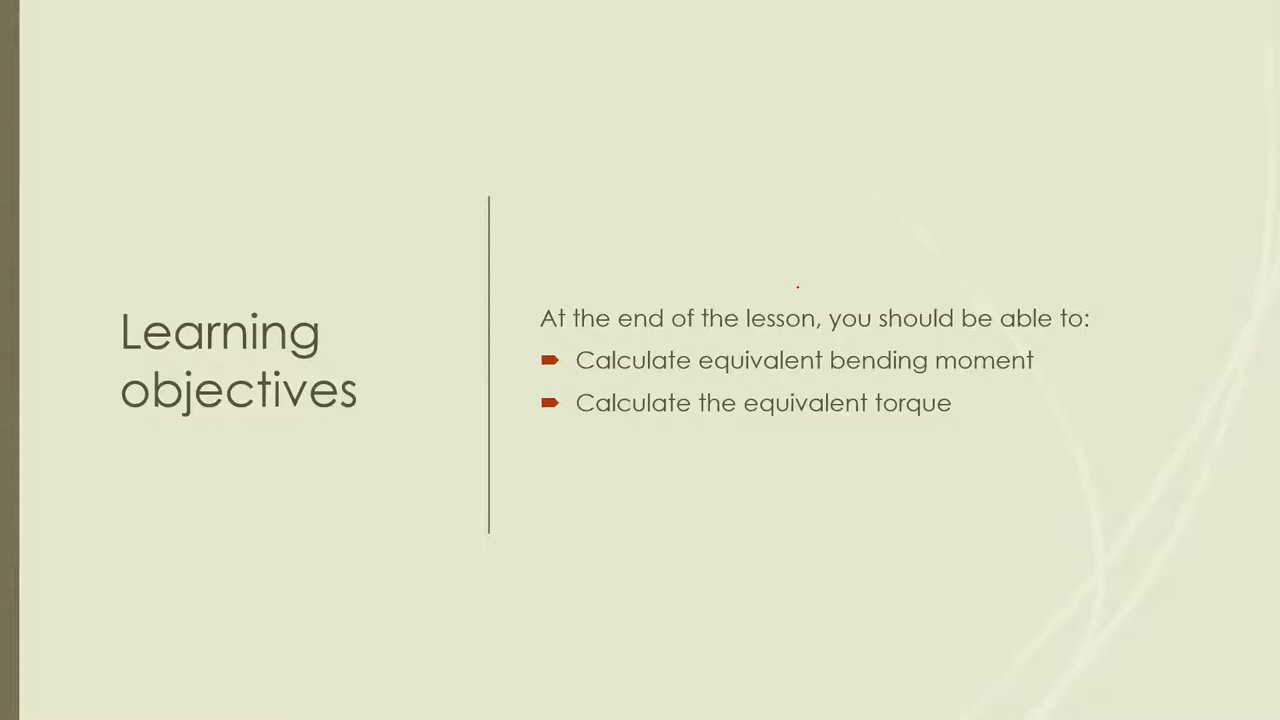 Learning
objectives
At the end of the lesson, you should be able to:
Calculate equivalent bending moment
Calculate the equivalent torque